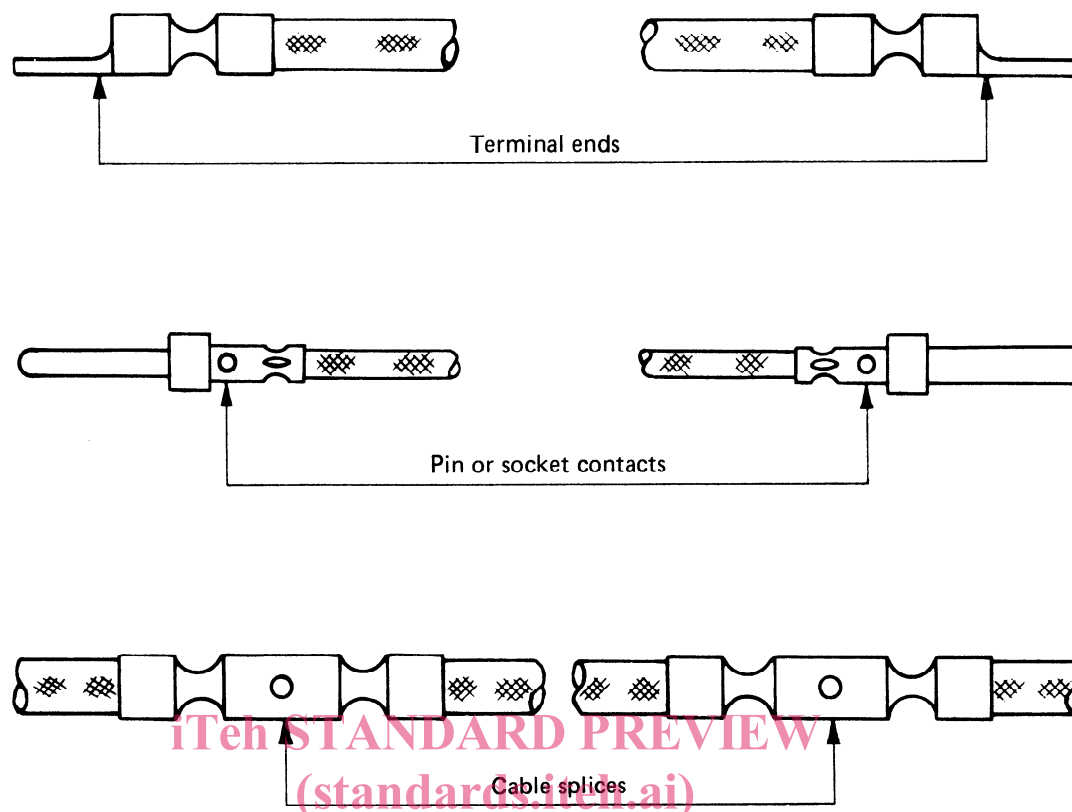 Terminal ends
Pin or socket contacts
iTeh STANDARD PREVIEW
(standards.iteh.ai)
Cable splices